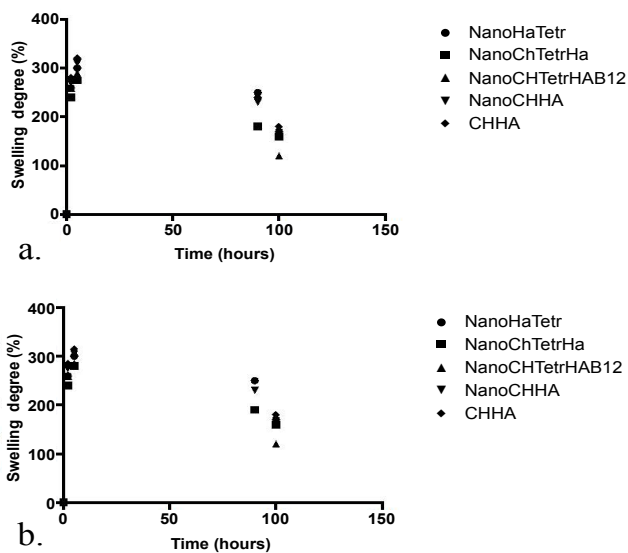 400
300
200
100
0
Swelling degree (%)
0
50
100
150
Time (hours)
NanoHaTetr
NanoChTetrHa
NanoCHTetrHAB12
NanoCHHA
CHHA
a.
400
300
200
100
0
Swelling degree (%)
0
50
100
150
Time (hours)
NanoHaTetr
NanoChTetrHa
NanoCHTetrHAB12
NanoCHHA
CHHA
b.